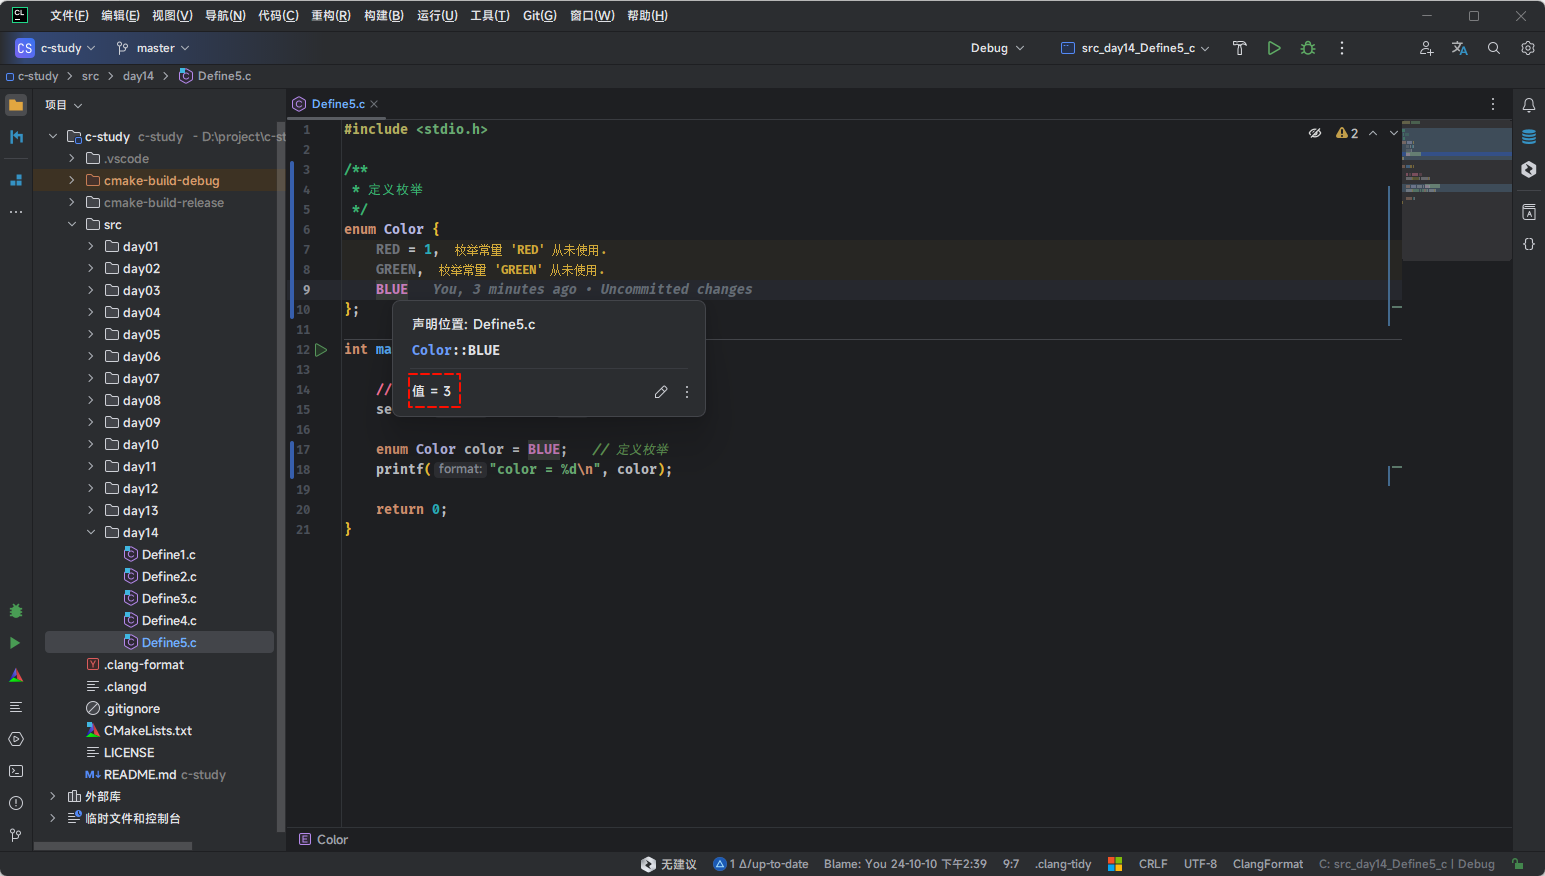 CL 文件(F) 编辑(E) 视图(V) 导航(N) 代码(C) 重构(R) 构建(B) 运行(U) 工具(T) Git(G) 窗口(W) 帮助(H)
CS c-study master Debug src_day14_Define5_c
c-study src day14 Define5.c
项目
c-study c-study - D:\project\c-st
.vscode
cmake-build-debug
cmake-build-release
src
day01
day02
day03
day04
day05
day06
day07
day08
day09
day10
day11
day12
day13
day14
Define1.c
Define2.c
Define3.c
Define4.c
Define5.c
.clang-format
.clangd
.gitignore
CMakeLists.txt
LICENSE
README.md c-study
外部库
临时文件和控制台
Define5.c
2
1 #include <stdio.h>
2
3 /**
4 * 定义枚举
5 */
6 enum Color {
7 RED = 1, 枚举常量 'RED' 从未使用.
8 GREEN, 枚举常量 'GREEN' 从未使用.
9 BLUE You, 3 minutes ago • Uncommitted changes
10 };
11
12 int ma
13
14 //
15 se
16
17 enum Color color = BLUE; // 定义枚举
18 printf( format: "color = %d\n", color);
19
20 return 0;
21 }
声明位置: Define5.c
Color::BLUE
值 = 3
E Color
无建议 1 Δ/up-to-date Blame: You 24-10-10 下午2:39 9:7 .clang-tidy CRLF UTF-8 ClangFormat C: src_day14_Define5_c | Debug